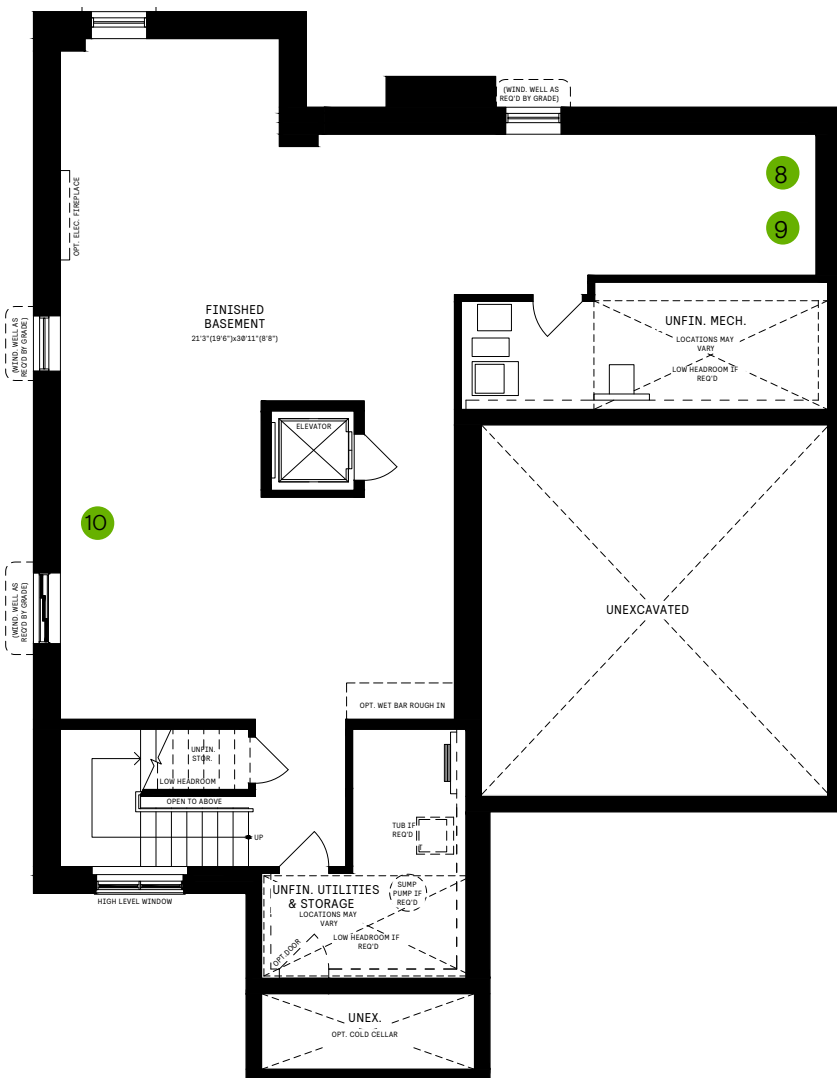 (WIND. WELL AS
REQ'D BY GRADE)
8
9
OPT. ELEC. FIREPLACE
FINISHED
BASEMENT
21'3"(19'6")x30'11"(8'8")
(WIND. WELL AS
REQ'D BY GRADE)
UNFIN. MECH.
LOCATIONS MAY
VARY
LOW HEADROOM IF
REQ'D
ELEVATOR
10
(WIND. WELL AS
REQ'D BY GRADE)
UNEXCAVATED
OPT. WET BAR ROUGH IN
UNFIN.
STOR.
LOW HEADROOM
OPEN TO ABOVE
UP
TUB IF
REQ'D
HIGH LEVEL WINDOW
UNFIN. UTILITIES
& STORAGE
LOCATIONS MAY
VARY
SUMP
PUMP IF
REQ'D
LOW HEADROOM IF
REQ'D
OPT. DOOR
UNEX.
OPT. COLD CELLAR